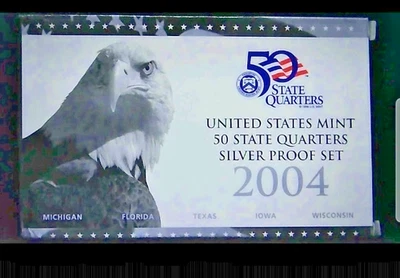 50
STATE
QUARTERS
UNITED STATES MINT
50 STATE QUARTERS
SILVER PROOF SET
2004
MICHIGAN FLORIDA TEXAS IOWA WISCONSIN